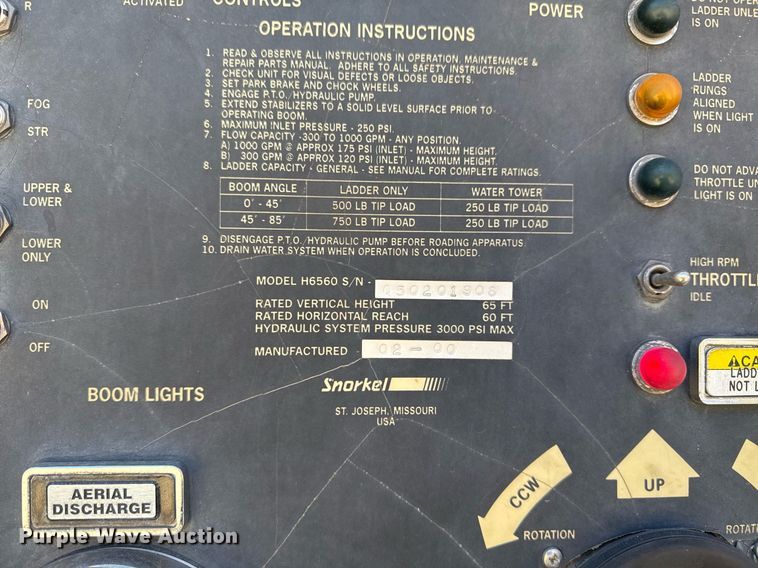 R
ACTIVATED
CONTROLS
POWER
OPERATION INSTRUCTIONS
1. READ & OBSERVE ALL INSTRUCTIONS IN OPERATION, MAINTENANCE &
REPAIR PARTS MANUAL. ADHERE TO ALL SAFETY INSTRUCTIONS.
2. CHECK UNIT FOR VISUAL DEFECTS OR LOOSE OBJECTS.
3. SET PARK BRAKE AND CHOCK WHEELS.
4. ENGAGE P.T.O./HYDRAULIC PUMP.
5. EXTEND STABILIZERS TO A SOLID LEVEL SURFACE PRIOR TO
OPERATING BOOM.
6. MAXIMUM INLET PRESSURE - 250 PSI.
7. FLOW CAPACITY -300 TO 1000 GPM - ANY POSITION.
A) 1000 GPM @ APPROX 175 PSI (INLET) - MAXIMUM HEIGHT.
B) 300 GPM @ APPROX 120 PSI (INLET) - MAXIMUM HEIGHT.
8. LADDER CAPACITY - GENERAL - SEE MANUAL FOR COMPLETE RATINGS.
BOOM ANGLE LADDER ONLY WATER TOWER
0° - 45° 500 LB TIP LOAD 250 LB TIP LOAD
45° - 85° 750 LB TIP LOAD 250 LB TIP LOAD
9. DISENGAGE P.T.O./HYDRAULIC PUMP BEFORE ROADING APPARATUS.
10. DRAIN WATER SYSTEM WHEN OPERATION IS CONCLUDED.
MODEL H6560 S/N - 650201906
RATED VERTICAL HEIGHT 65 FT
RATED HORIZONTAL REACH 60 FT
HYDRAULIC SYSTEM PRESSURE 3000 PSI MAX
MANUFACTURED 02-00
Snorkel
ST. JOSEPH, MISSOURI
USA
FOG
STR
UPPER &
LOWER
LOWER
ONLY
ON
OFF
BOOM LIGHTS
AERIAL
DISCHARGE
LADDER UNLE
IS ON
LADDER
RUNGS
ALIGNED
WHEN LIGHT
IS ON
DO NOT ADVA
THROTTLE UN
LIGHT IS ON
HIGH RPM
THROTTLE
IDLE
CA
LADD
NOT L
CCW
UP
ROTATION
ROTAT
Purple Wave Auction